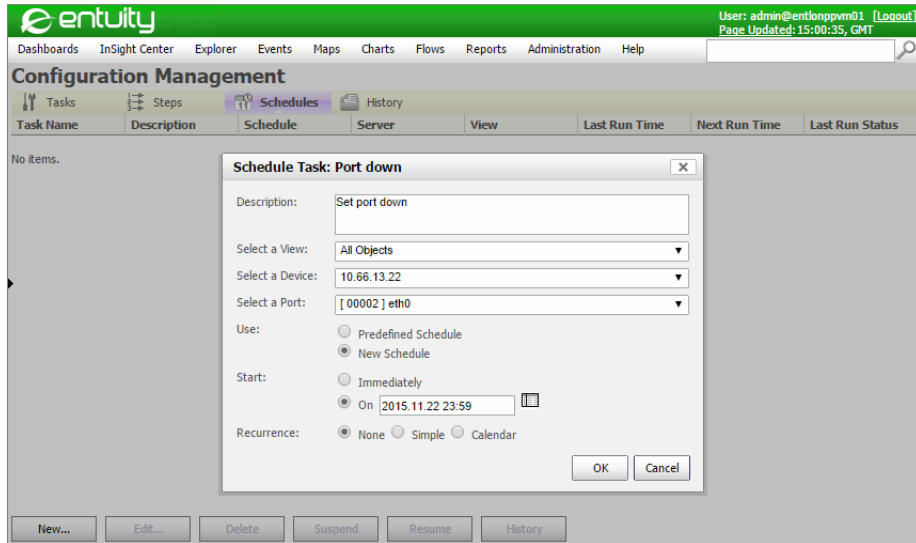 entuity
User: admin@entlonppvm01 [Logout]
Page Updated: 15:00:35, GMT
Dashboards InSight Center Explorer Events Maps Charts Flows Reports Administration Help
Configuration Management
Tasks Steps Schedules History
Task Name Description Schedule Server View Last Run Time Next Run Time Last Run Status
No items.
Schedule Task: Port down
Description: Set port down
Select a View: All Objects
Select a Device: 10.66.13.22
Select a Port: [ 00002 ] eth0
Use: Predefined Schedule
New Schedule
Start: Immediately
On 2015.11.22 23:59
Recurrence: None Simple Calendar
OK Cancel
New... Edit... Delete Suspend Resume History